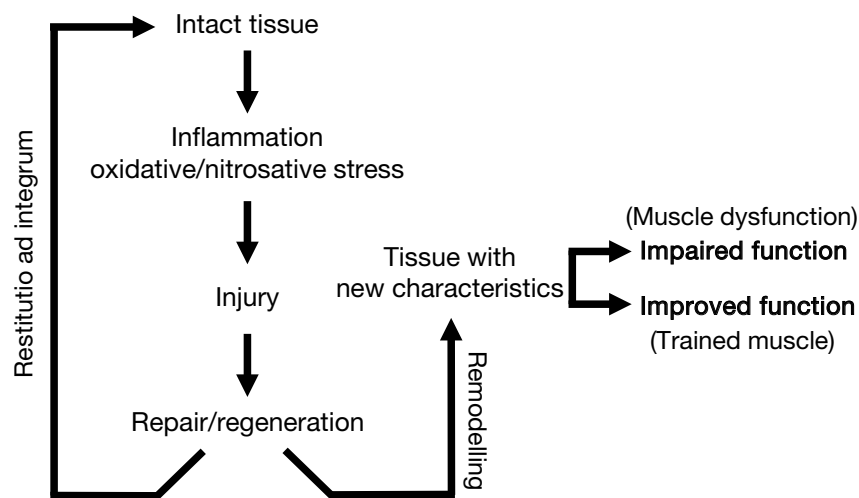 Intact tissue
Inflammation
oxidative/nitrosative stress
Injury
Repair/regeneration
Restitutio ad integrum
Remodelling
Tissue with
new characteristics
(Muscle dysfunction)
Impaired function
Improved function
(Trained muscle)